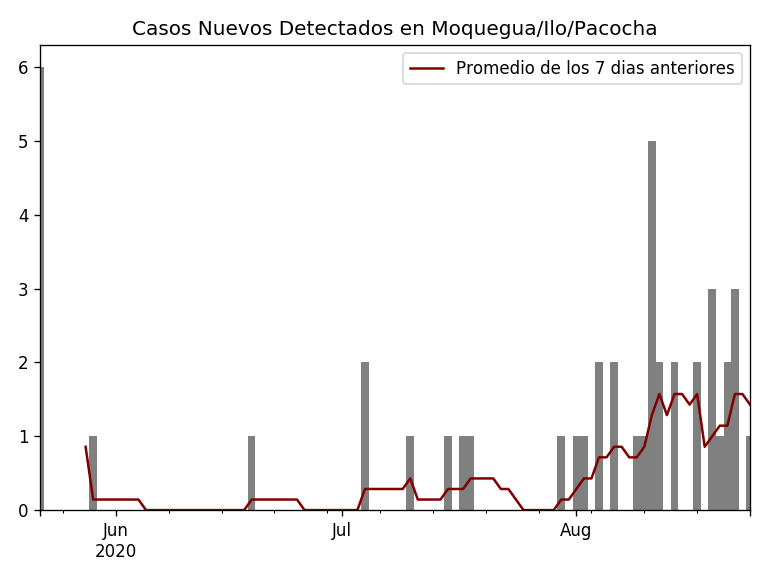 Casos Nuevos Detectados en Moquegua/Ilo/Pacocha
Promedio de los 7 dias anteriores
6
5
4
3
2
1
0
Jun
2020
Jul
Aug